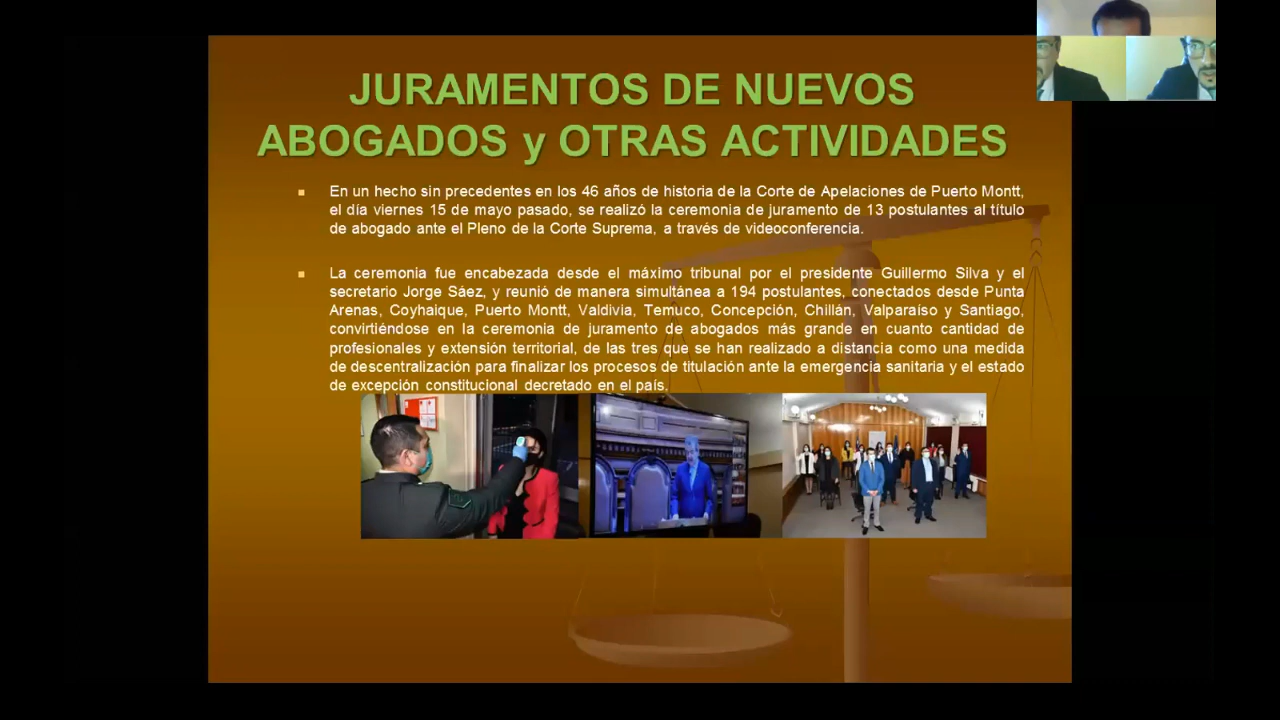 JURAMENTOS DE NUEVOS
ABOGADOS y OTRAS ACTIVIDADES
En un hecho sin precedentes en los 46 años de historia de la Corte de Apelaciones de Puerto Montt,
el día viernes 15 de mayo pasado, se realizó la ceremonia de juramento de 13 postulantes al título
de abogado ante el Pleno de la Corte Suprema, a través de videoconferencia.
La ceremonia fue encabezada desde el máximo tribunal por el presidente Guillermo Silva y el
secretario Jorge Sáez, y reunió de manera simultánea a 194 postulantes, conectados desde Punta
Arenas, Coyhaique, Puerto Montt, Valdivia, Temuco, Concepción, Chillán, Valparaíso y Santiago,
convirtiéndose en la ceremonia de juramento de abogados más grande en cuanto cantidad de
profesionales y extensión territorial, de las tres que se han realizado a distancia como una medida
de descentralización para finalizar los procesos de titulación ante la emergencia sanitaria y el estado
de excepción constitucional decretado en el país.